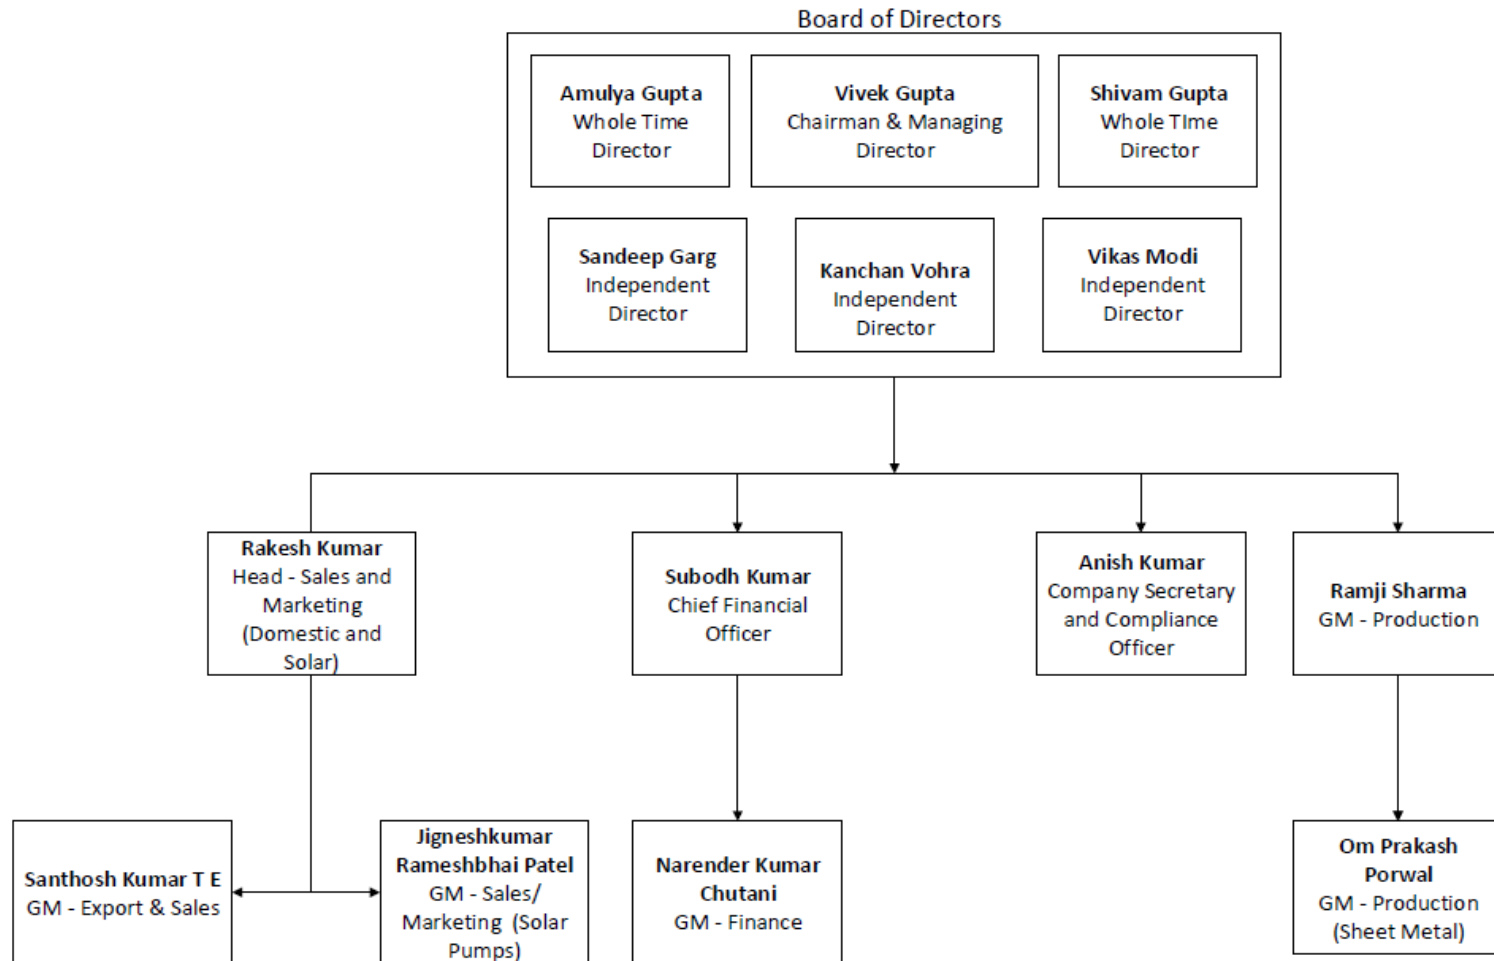 Board of Directors
Amulya Gupta
Whole Time
Director
Vivek Gupta
Chairman & Managing
Director
Shivam Gupta
Whole TIme
Director
Sandeep Garg
Independent
Director
Kanchan Vohra
Independent
Director
Vikas Modi
Independent
Director
Rakesh Kumar
Head - Sales and
Marketing
(Domestic and
Solar)
Subodh Kumar
Chief Financial
Officer
Anish Kumar
Company Secretary
and Compliance
Officer
Ramji Sharma
GM - Production
Santhosh Kumar T E
GM - Export & Sales
Jigneshkumar
Rameshbhai Patel
GM - Sales/
Marketing (Solar
Pumps)
Narender Kumar
Chutani
GM - Finance
Om Prakash
Porwal
GM - Production
(Sheet Metal)